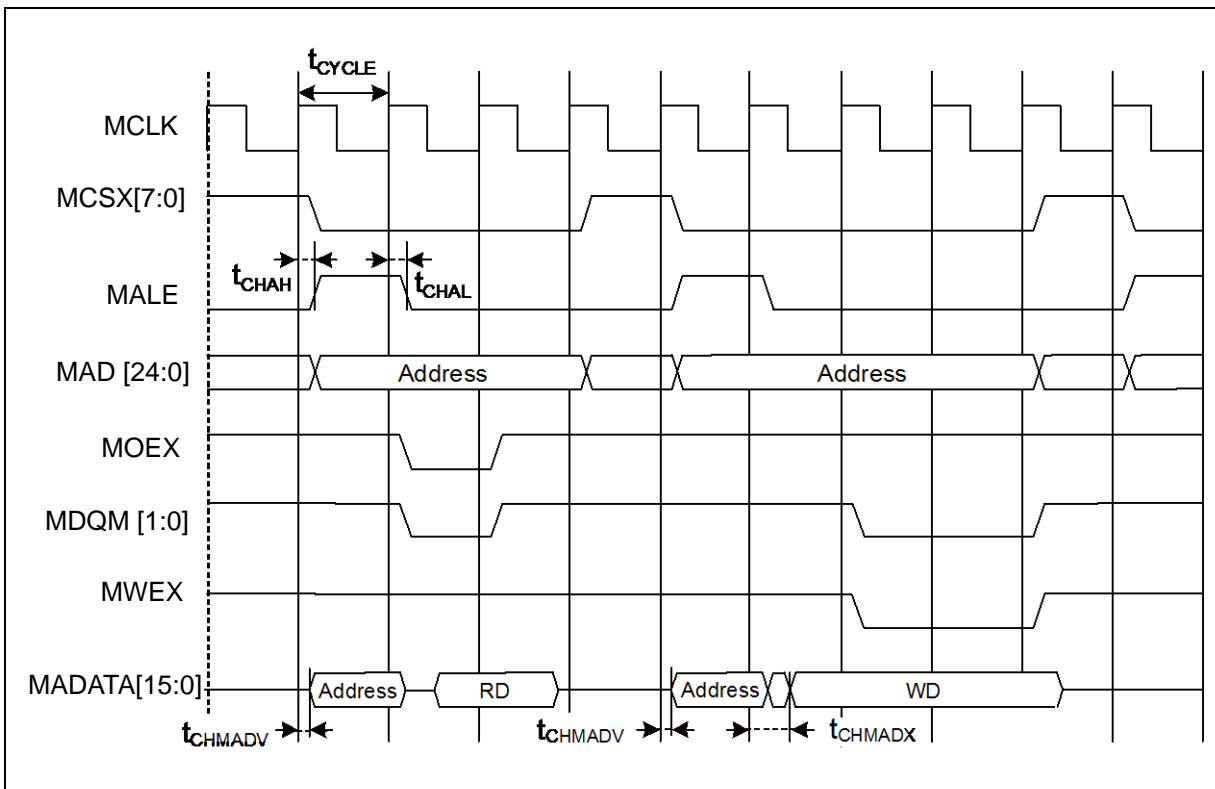 tCYCLE
MCLK
MCSX[7:0]
tCHAH
tCHAL
MALE
MAD [24:0]
Address
Address
MOEX
MDQM [1:0]
MWEX
MADATA[15:0]
Address
RD
Address
WD
tCHMADV
tCHMADV
tCHMADX